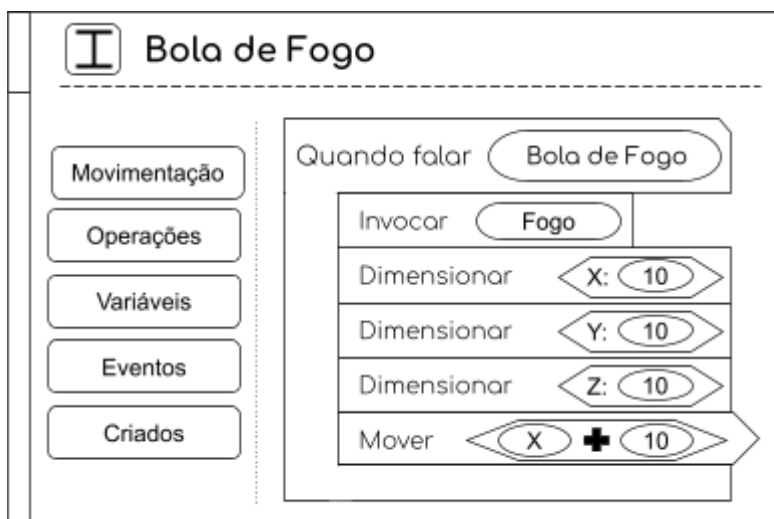 Bola de Fogo
Movimentação
Operações
Variáveis
Eventos
Criados
Quando falar Bola de Fogo
Invocar Fogo
Dimensionar X: 10
Dimensionar Y: 10
Dimensionar Z: 10
Mover X + 10